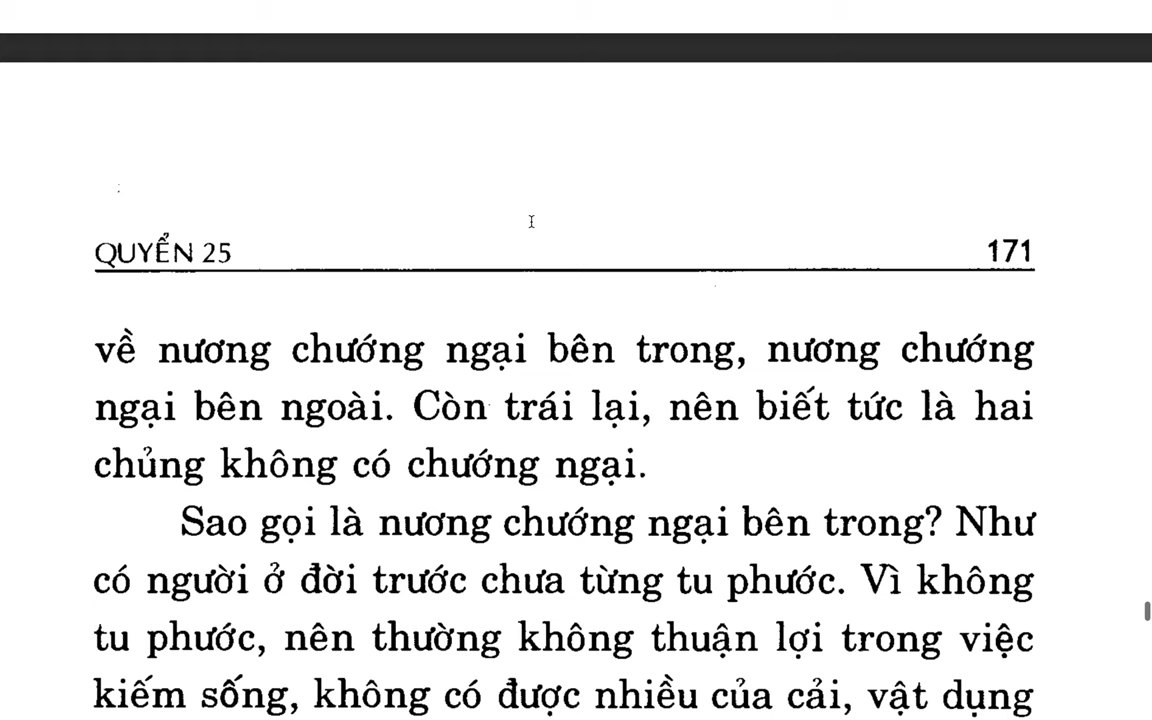 QUYỂN 25 171
về nương chướng ngại bên trong, nương chướng
ngại bên ngoài. Còn trái lại, nên biết tức là hai
chủng không có chướng ngại.
Sao gọi là nương chướng ngại bên trong? Như
có người ở đời trước chưa từng tu phước. Vì không
tu phước, nên thường không thuận lợi trong việc
kiếm sống, không có được nhiều của cải, vật dụng